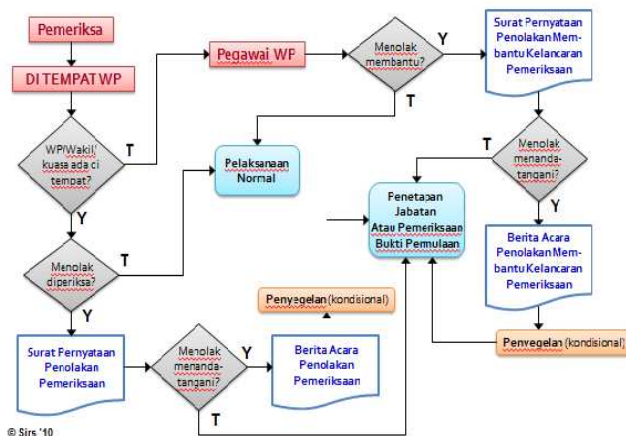 Pemeriksa
DI TEMPAT WP
WP/Wakil/
kuasa ada ci
tempat?
T
Y
Menolak
diperiksa?
T
Y
Surat Fernyataan
Penolakan
Pemeriksaan
Menolak
menanda-
tangani?
Y
T
Berita Acara
Penolakan
Pemeriksaan
Penyegelan(kondisional)
Pegawai WP
Menolak
membantu?
Y
T
Pelaksanaan
Normal
Surat Pernyataan
Penolakan Mem-
bantu Kelancaran
Pemeriksaan
Menolak
menanda-
tangani?
T
Y
Penetapan
Jabatan
Atau Pemeriksaan
Bukti Permulaan
Berita Acara
Penolakan Mem-
bantu Kelancaran
Pemeriksaan
Penyegelan (kondisional)
© Sirs '10